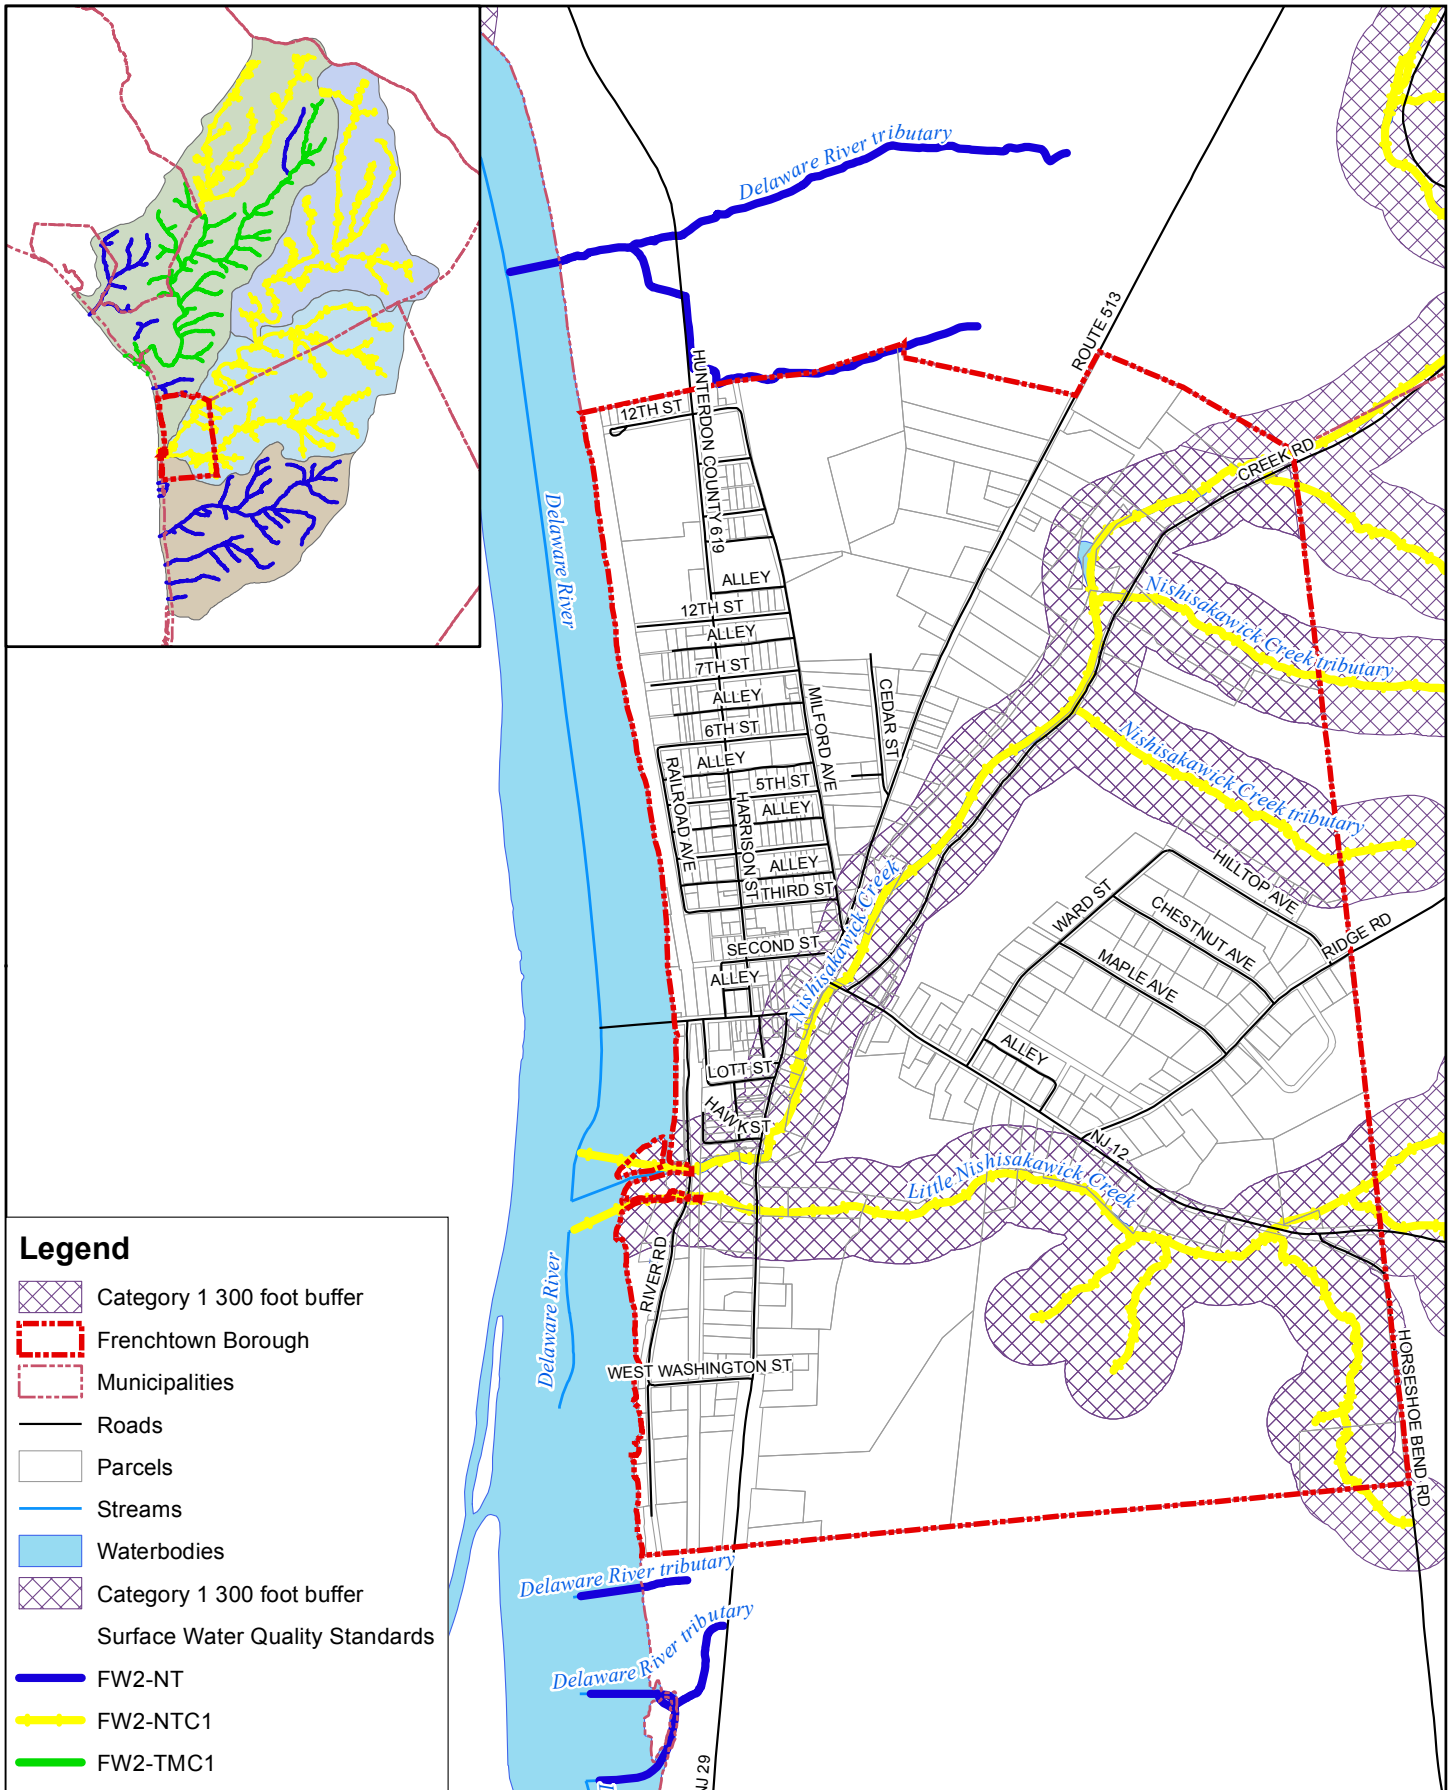 Delaware River tributary
ROUTE 513
HUNTERDON COUNTY 619
12TH ST
CREEK RD
Delaware River
ALLEY
12TH ST
ALLEY
7TH ST
ALLEY
6TH ST
ALLEY
5TH ST
ALLEY
ALLEY
THIRD ST
SECOND ST
ALLEY
RAILROAD AVE
HARRISON ST
MILFORD AVE
CEDAR ST
Nishisakawick Creek tributary
Nishisakawick Creek tributary
Nishisakawick Creek
HILLTOP AVE
WARD ST
CHESTNUT AVE
MAPLE AVE
RIDGE RD
ALLEY
LOTT ST
HAWK ST
NJ 12
Little Nishisakawick Creek
RIVER RD
Delaware River
WEST WASHINGTON ST
HORSESHOE BEND RD
Delaware River tributary
Delaware River tributary
Legend
Category 1 300 foot buffer
Frenchtown Borough
Municipalities
Roads
Parcels
Streams
Waterbodies
Category 1 300 foot buffer
Surface Water Quality Standards
FW2-NT
FW2-NTC1
FW2-TMC1